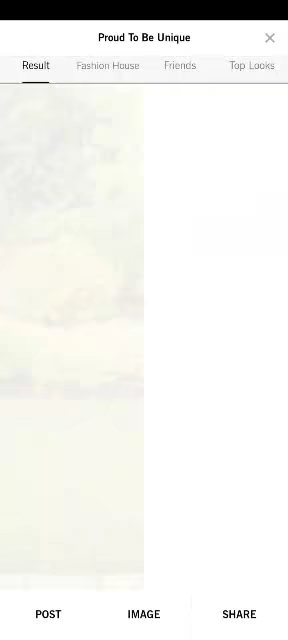 Proud To Be Unique
Result Fashion House Friends Top Looks
POST IMAGE SHARE